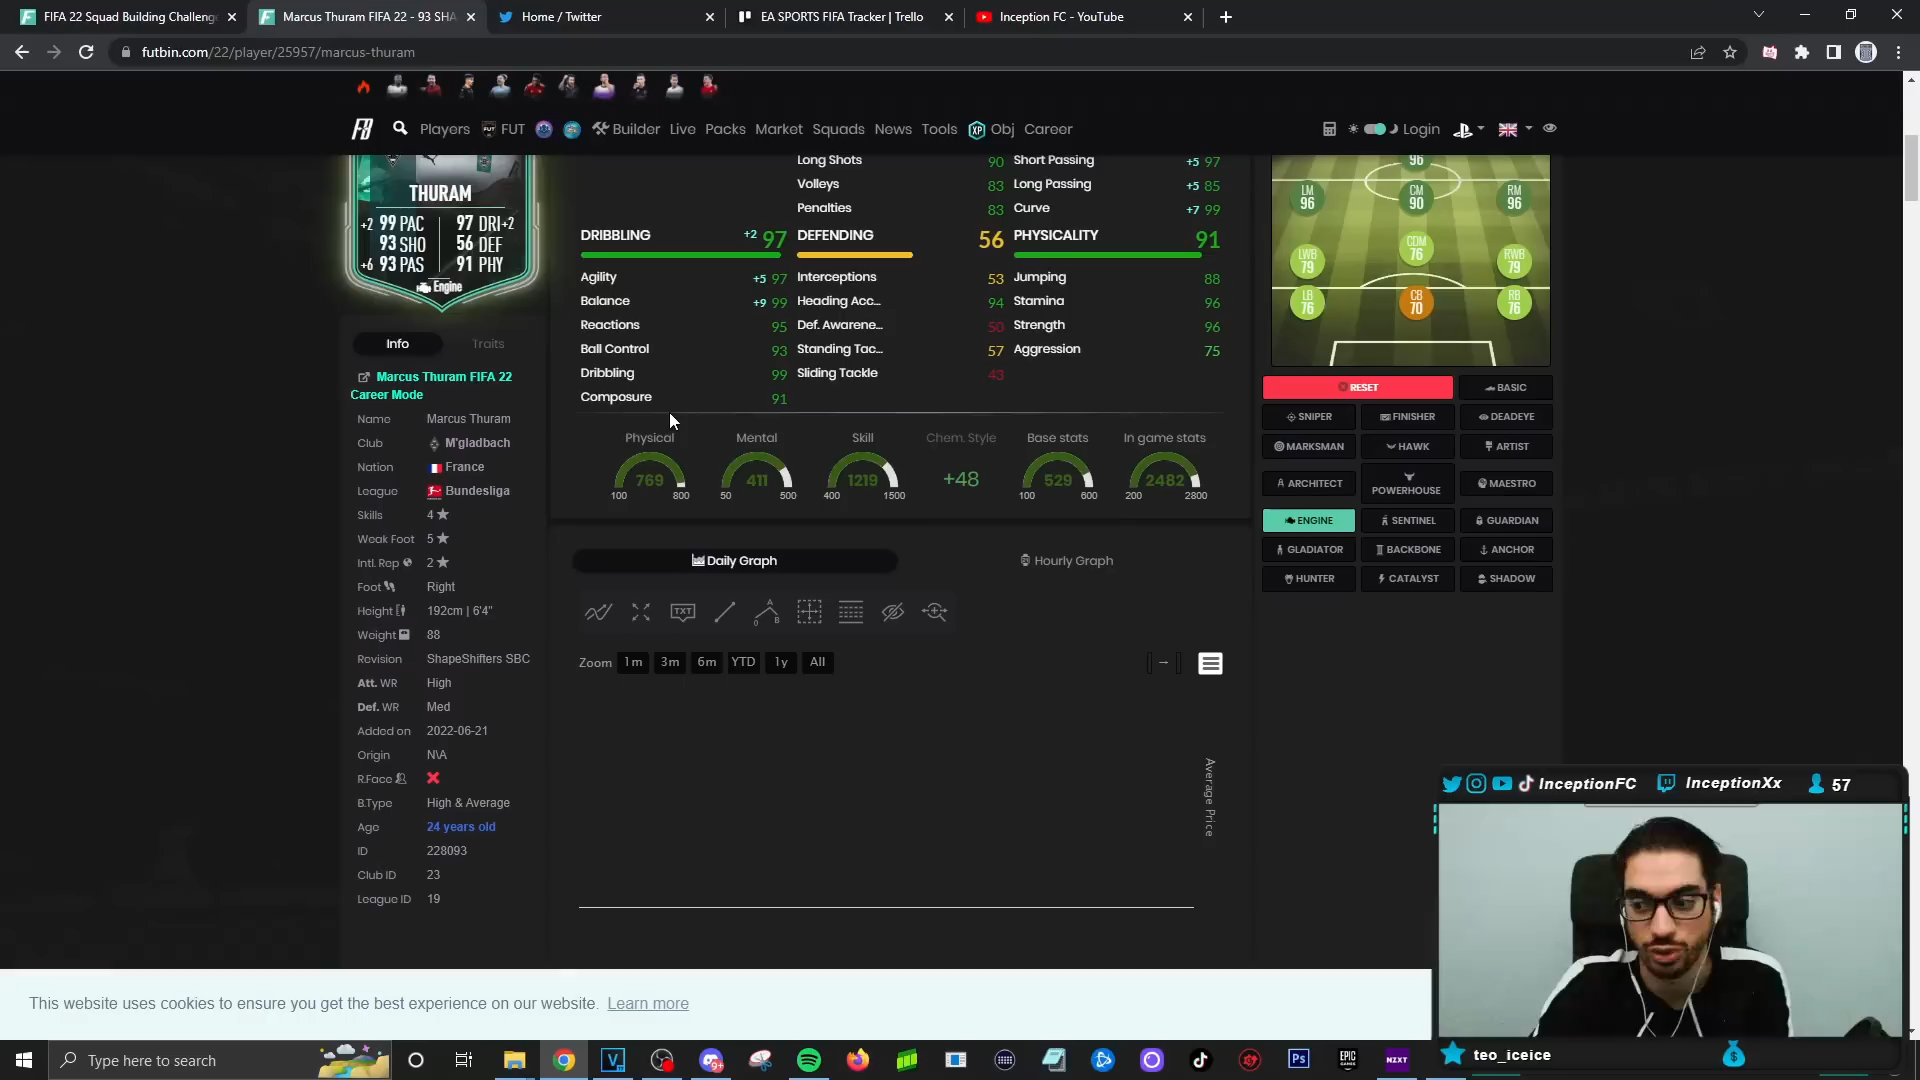 FIFA 22 Squad Building Challenge
Marcus Thuram FIFA 22 - 93 SHA
Home / Twitter
EA SPORTS FIFA Tracker | Trello
Inception FC - YouTube
futbin.com/22/player/25957/marcus-thuram
FB Players FUT Builder Live Packs Market Squads News Tools XP Obj Career Login
THURAM
+2 99 PAC 97 DRI+2
93 SHO 56 DEF
+6 93 PAS 91 PHY
Engine
Long Shots 90 Short Passing +5 97
Volleys 83 Long Passing +5 85
Penalties 83 Curve +7 99
DRIBBLING +2 97 DEFENDING 56 PHYSICALITY 91
Agility +5 97 Interceptions 53 Jumping 88
Balance +9 99 Heading Acc... 94 Stamina 96
Reactions 95 Def. Awarene... 50 Strength 96
Ball Control 93 Standing Tac... 57 Aggression 75
Dribbling 99 Sliding Tackle 43
Composure 91
Physical Mental Skill Chem. Style Base stats In game stats
769 411 1219 +48 529 2482
100 800 50 500 400 1500 100 600 200 2800
96
LM 96 CM 90 RM 96
LWB 79 CDM 76 RWB 79
LB 76 CB 70 RB 76
RESET BASIC
SNIPER FINISHER DEADEYE
MARKSMAN HAWK ARTIST
ARCHITECT POWERHOUSE MAESTRO
ENGINE SENTINEL GUARDIAN
GLADIATOR BACKBONE ANCHOR
HUNTER CATALYST SHADOW
Info Traits
Marcus Thuram FIFA 22
Career Mode
Name Marcus Thuram
Club M'gladbach
Nation France
League Bundesliga
Skills 4
Weak Foot 5
Intl. Rep 2
Foot Right
Height 192cm | 6'4"
Weight 88
Revision ShapeShifters SBC
Att. WR High
Def. WR Med
Added on 2022-06-21
Origin N\A
R.Face
B.Type High & Average
Age 24 years old
ID 228093
Club ID 23
League ID 19
Daily Graph Hourly Graph
TXT
Zoom 1m 3m 6m YTD 1y All
Average Price
InceptionFC InceptionXx 57
This website uses cookies to ensure you get the best experience on our website. Learn more
teo_iceice
Type here to search
9+
Ps
EPIC GAMES
NZXT